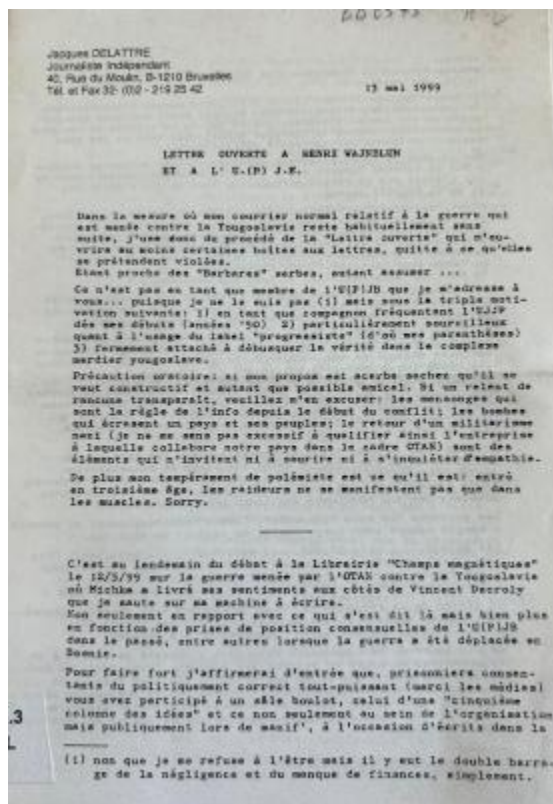 Jacques DELATTRE
Journaliste Indépendant
40, Rue du Moulin, B-1210 Bruxelles
Tél. et Fax 32- (0)2 - 219 25 42
13 mai 1999
LETTRE OUVERTE A HENRI WAJNBLUM
ET A L' U.(P) J.B.
Dans la mesure où mon courrier normal relatif à la guerre qui
est menée contre la Yougoslavie reste habituellement sans
suite, j'use donc du procédé de la "Lettre ouverte" qui m'ou-
vrira au moins certaines boîtes aux lettres, quitte à ce qu'elles
se prétendent violées.
Etant proche des "Barbares" serbes, autant assumer ...
Ce n'est pas en tant que membre de l'U(P)JB que je m'adresse à
vous... puisque je ne le suis pas (1) mais sous la triple moti-
vation suivante: 1) en tant que compagnon fréquentant l'UJJP
dès ses débuts (années '50) 2) particulièrement sourcilleux
quant à l'usage du label "progressiste" (d'où mes parenthèses)
3) fermement attaché à débusquer la vérité dans le complexe
merdier yougoslave.
Précaution oratoire: si mon propos est acerbe sachez qu'il se
veut constructif et autant que possible amical. Si un relent de
rancune transparaît, veuillez m'en excuser: les mensonges qui
sont la règle de l'info depuis le début du conflit; les bombes
qui écrasent un pays et ses peuples; le retour d'un militarisme
nazi (je ne me sens pas excessif à qualifier ainsi l'entreprise
à laquelle collabore notre pays dans le cadre OTAN) sont des
éléments qui n'invitent ni à sourire ni à s'inquiéter d'empathie.
De plus mon tempérament de polémiste est ce qu'il est: entré
en troisième âge, les raideurs ne se manifestent pas que dans
les muscles. Sorry.
C'est au lendemain du débat à la Librairie "Champs magnétiques"
le 12/5/99 sur la guerre menée par l'OTAN contre la Yougoslavie
où Michke a livré ses sentiments aux côtés de Vincent Decroly
que je saute sur ma machine à écrire.
Non seulement en rapport avec ce qui s'est dit là mais bien plus
en fonction des prises de position consensuelles de l'U(P)JB
dans le passé, entre autres lorsque la guerre a été déplacée en
Bosnie.
Pour faire fort j'affirmerai d'entrée que, prisonniers consen-
tants du politiquement correct tout-puissant (merci les médias)
vous avez participé à un sâle boulot, celui d'une "cinquième
colonne des idées" et ce non seulement au sein de l'organisation
mais publiquement lors de manif', à l'occasion d'écrits dans la
(1) non que je me refuse à l'être mais il y eut le double barra-
ge de la négligence et du manque de finances, simplement.
.3
L